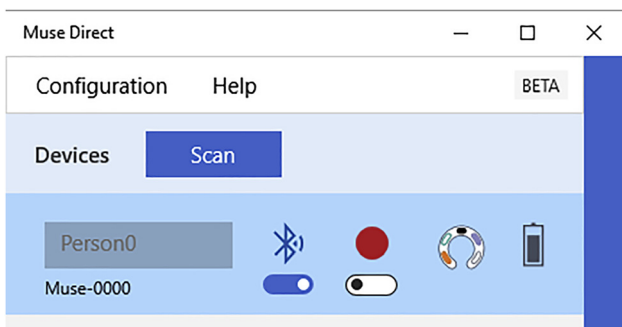 Muse Direct
Configuration Help BETA
Devices Scan
Person0
Muse-0000